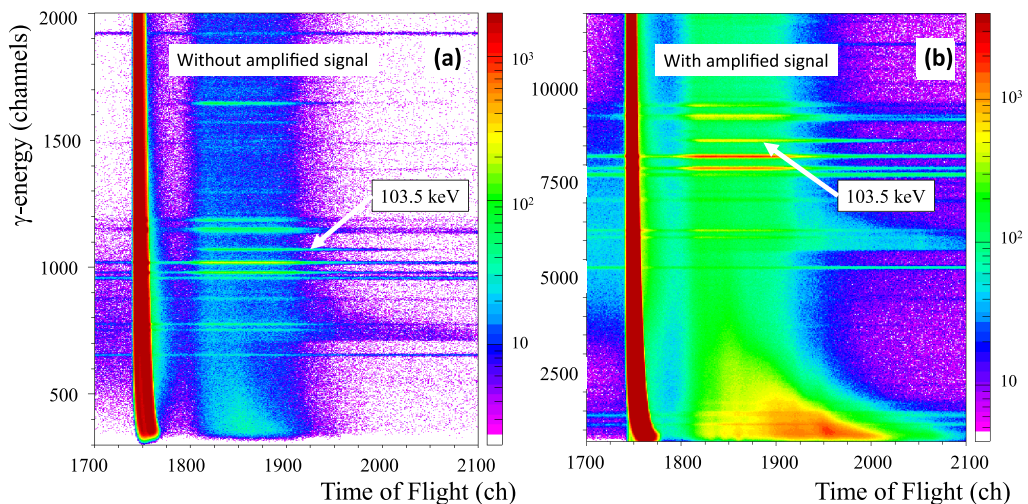 2000
1500
1000
500
γ-energy (channels)
Without amplified signal
(a)
103.5 keV
1700
1800
1900
2000
2100
Time of Flight (ch)
10³
10²
10
10000
7500
5000
2500
With amplified signal
(b)
103.5 keV
1700
1800
1900
2000
2100
Time of Flight (ch)
10³
10²
10